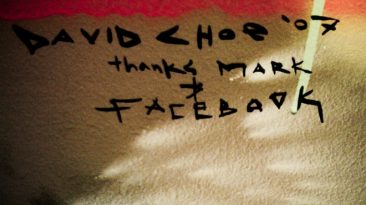 DAVID CHOE '07
thanks MARK
+
FACEBOOK